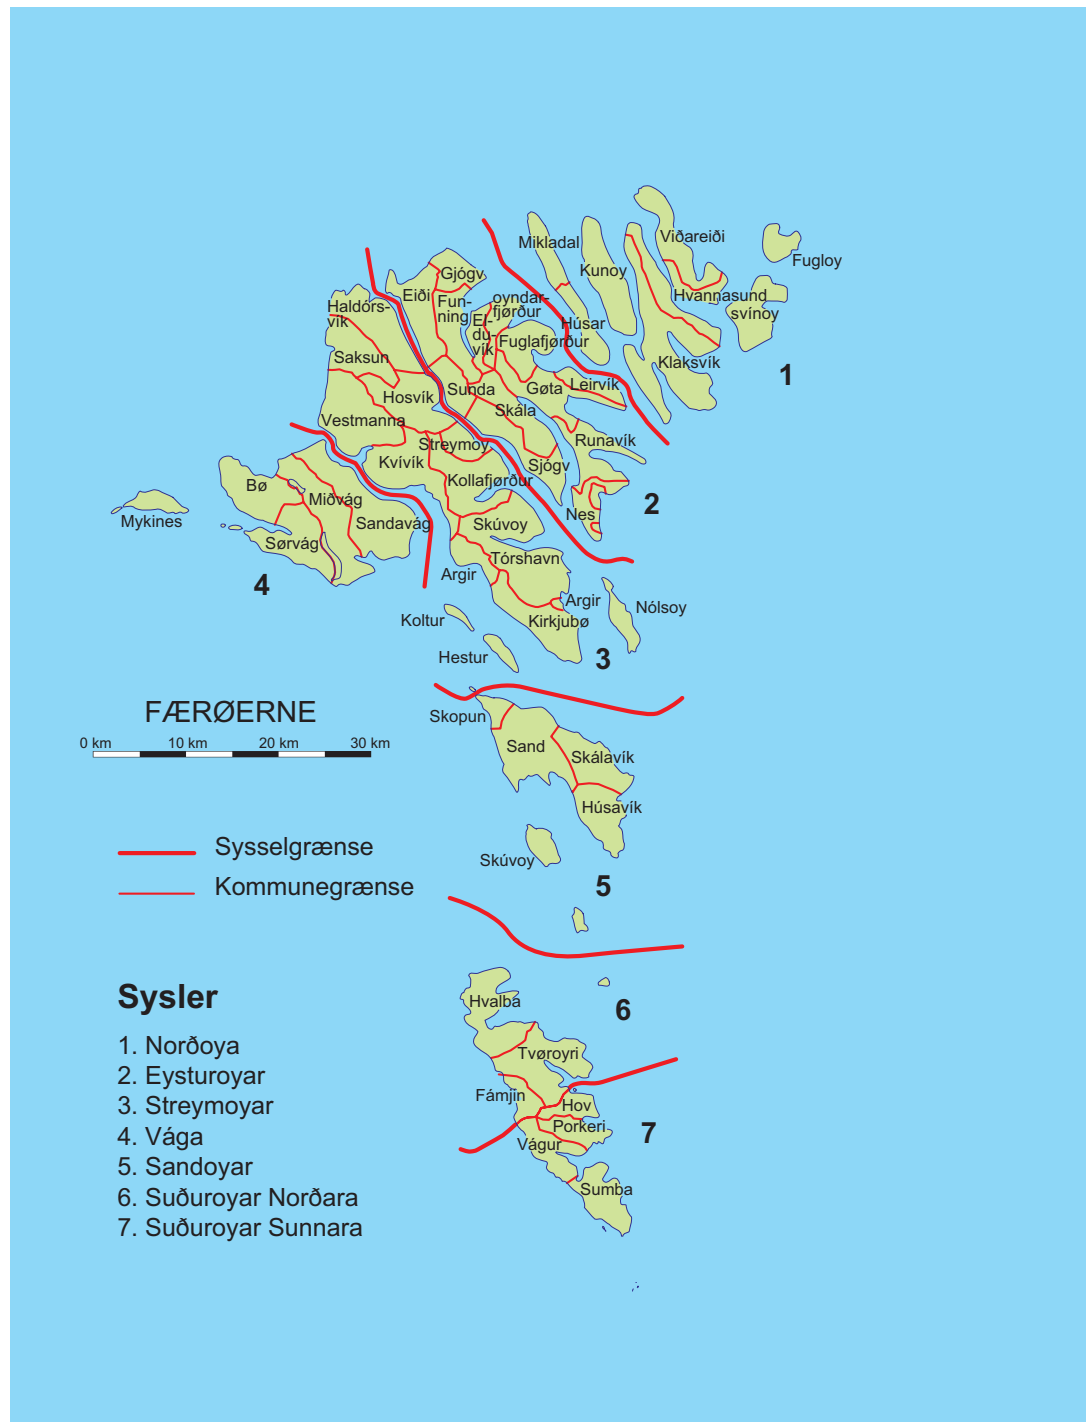 Mikladal
Viðareiði
Fugloy
Kunoy
Gjógv
Eiði
Hvannasund
svínoy
oyndar-
fjørður
Fun-
ning
Haldórs-
vík
El-
du-
vík
Húsar
Fuglafjørður
Saksun
Klaksvík
1
Sunda
Gøta
Leirvík
Hosvík
Skála
Vestmanna
Streymoy
Runavík
Kvívík
Sjógv
Kollafjørður
Bø
Miðvág
2
Nes
Mykines
Sandavág
Skúvoy
Sørvág
Tórshavn
4
Argir
Argir
Nólsoy
Koltur
Kirkjubø
Hestur
3
FÆRØERNE
Skopun
0 km 10 km 20 km 30 km
Sand
Skálavík
Húsavík
Sysselgrænse
Skúvoy
Kommunegrænse
5
Sysler
Hvalba
6
1. Norðoya
Tvøroyri
2. Eysturoyar
Fámjin
3. Streymoyar
Hov
Porkeri
4. Vága
Vágur
7
5. Sandoyar
Sumba
6. Suðuroyar Norðara
7. Suðuroyar Sunnara